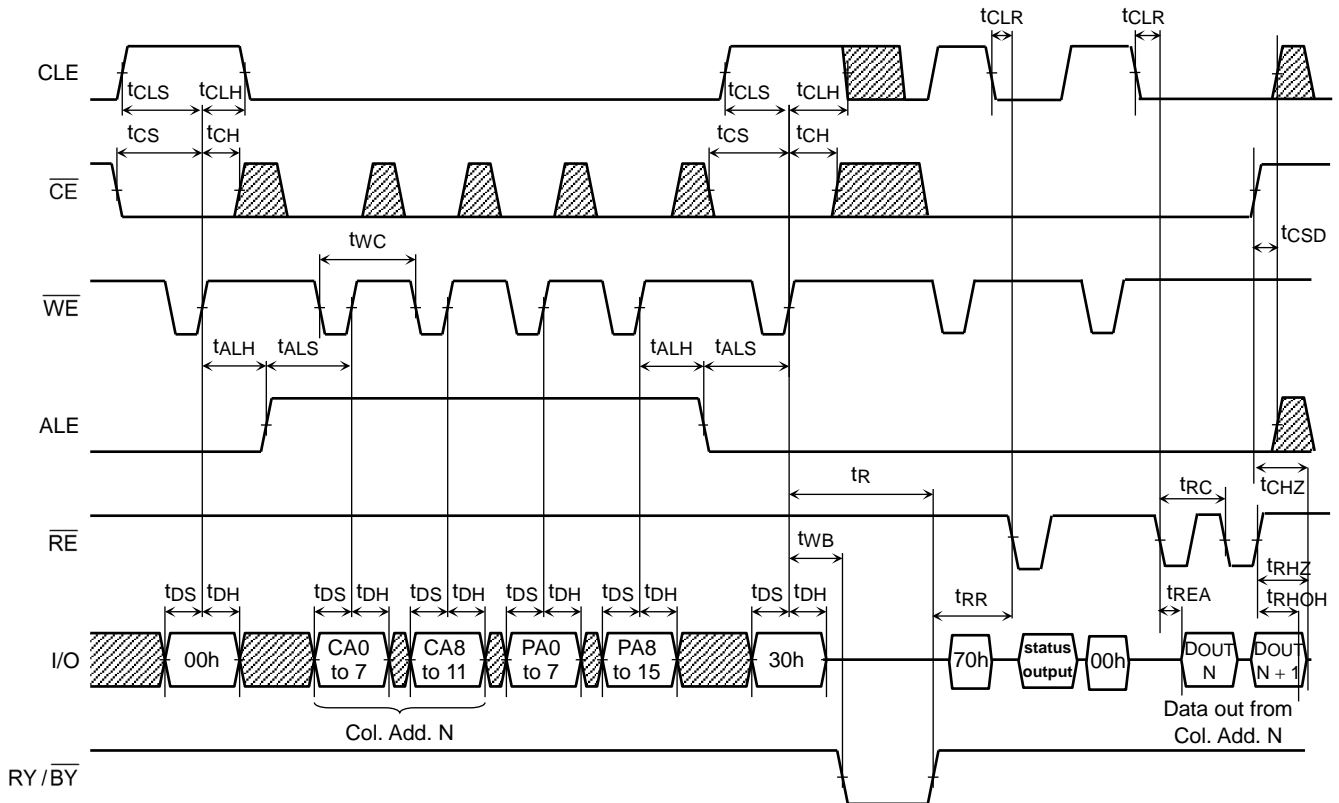 tCLR tCLR
CLE
tCLS tCLH tCLS tCLH
tCS tCH tCS tCH
CE
tCSD
tWC
WE
tALH tALS tALH tALS
ALE
tR
tCHZ
tRC
RE
tWB
tRHZ
tDS tDH tDS tDH tDS tDH tDS tDH tDS tDH tDS tDH
tRR
tREA
tRHOH
I/O
00h
CA0
to 7
CA8
to 11
PA0
to 7
PA8
to 15
30h
70h
status
output
00h
DOUT
N
DOUT
N + 1
Col. Add. N
Data out from
Col. Add. N
RY / BY